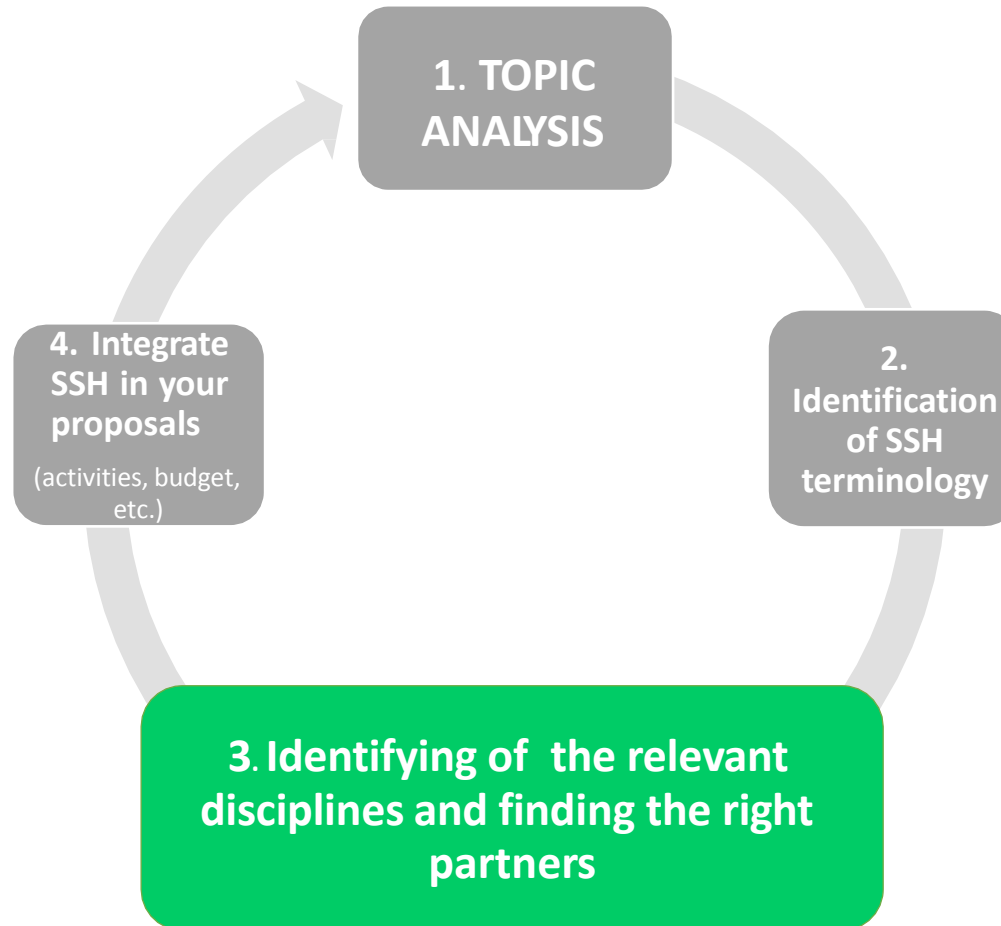 1. TOPIC
ANALYSIS
2.
Identification
of SSH
terminology
3. Identifying of the relevant
disciplines and finding the right
partners
4. Integrate
SSH in your
proposals
(activities, budget,
etc.)